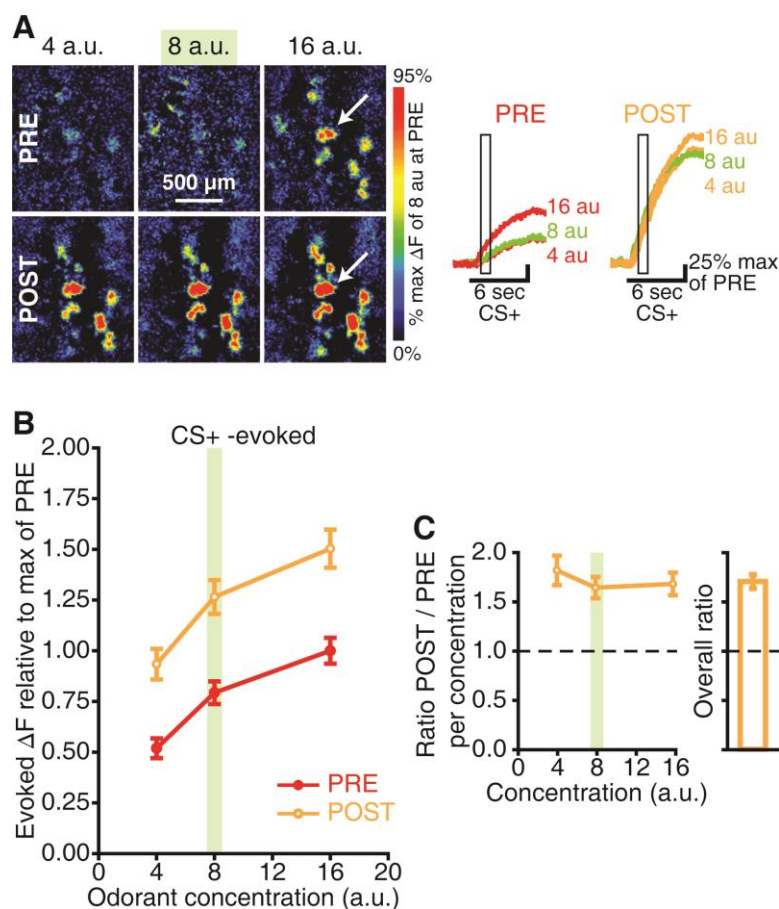 A
4 a.u. 8 a.u. 16 a.u.
PRE
POST
500 µm
95%
% max ΔF of 8 au at PRE
0%
PRE
16 au
8 au
4 au
6 sec
CS+
POST
16 au
8 au
4 au
6 sec
CS+
25% max
of PRE
B
CS+ -evoked
Evoked ΔF relative to max of PRE
2.00
1.75
1.50
1.25
1.00
0.75
0.50
0.25
0.00
PRE
POST
0 4 8 12 16 20
Odorant concentration (a.u.)
C
Ratio POST / PRE
per concentration
2.0
1.5
1.0
0.5
0.0
0 4 8 12 16
Concentration (a.u.)
Overall ratio